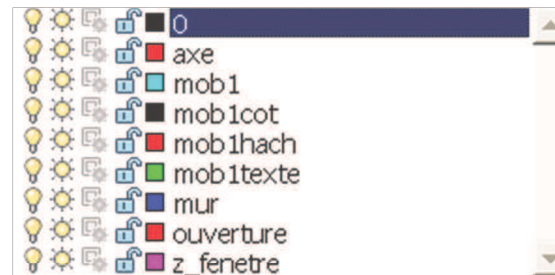 0
axe
mob1
mob1cot
mob1hach
mob1texte
mur
ouverture
z_fenetre